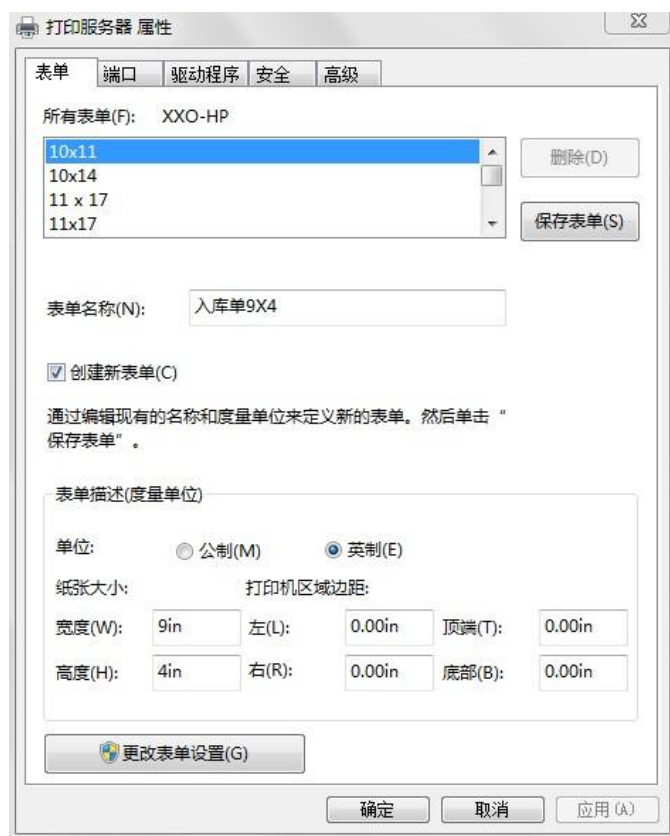 打印服务器 属性
表单 端口 驱动程序 安全 高级
所有表单(F): XXO-HP
10x11
10x14
11 x 17
11x17
删除(D)
保存表单(S)
表单名称(N): 入库单9X4
创建新表单(C)
通过编辑现有的名称和度量单位来定义新的表单。然后单击“
保存表单”。
表单描述(度量单位)
单位: 公制(M) 英制(E)
纸张大小: 打印机区域边距:
宽度(W): 9in 左(L): 0.00in 顶端(T): 0.00in
高度(H): 4in 右(R): 0.00in 底部(B): 0.00in
更改表单设置(G)
确定 取消 应用(A)